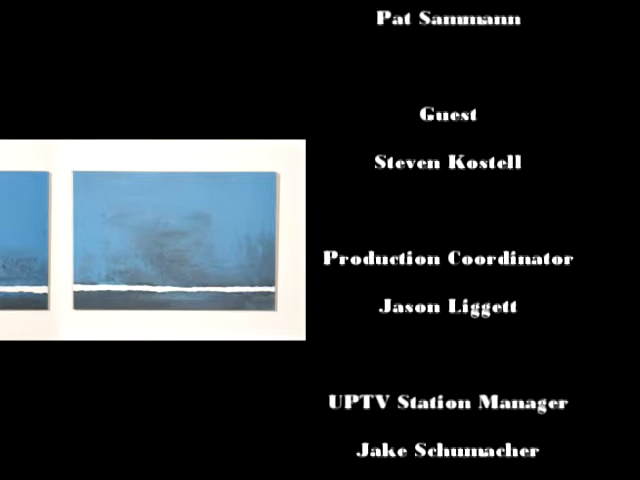 Pat Sammann
Guest
Steven Kostell
Production Coordinator
Jason Liggett
UPTV Station Manager
Jake Schumacher